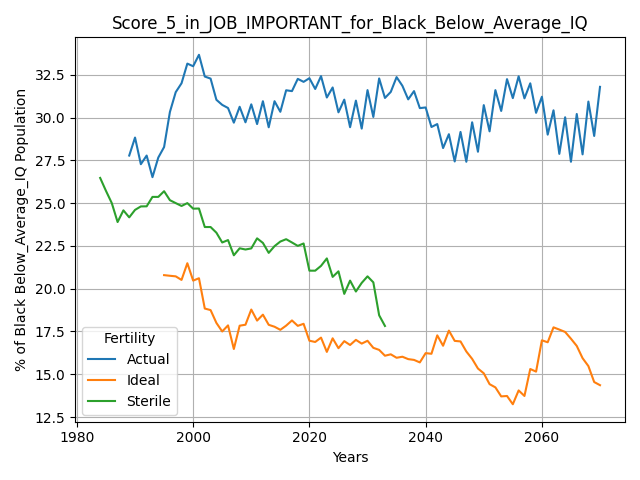 Score_5_in_JOB_IMPORTANT_for_Black_Below_Average_IQ
% of Black Below_Average_IQ Population
32.5
30.0
27.5
25.0
22.5
20.0
17.5
15.0
12.5
Fertility
Actual
Ideal
Sterile
1980 2000 2020 2040 2060
Years